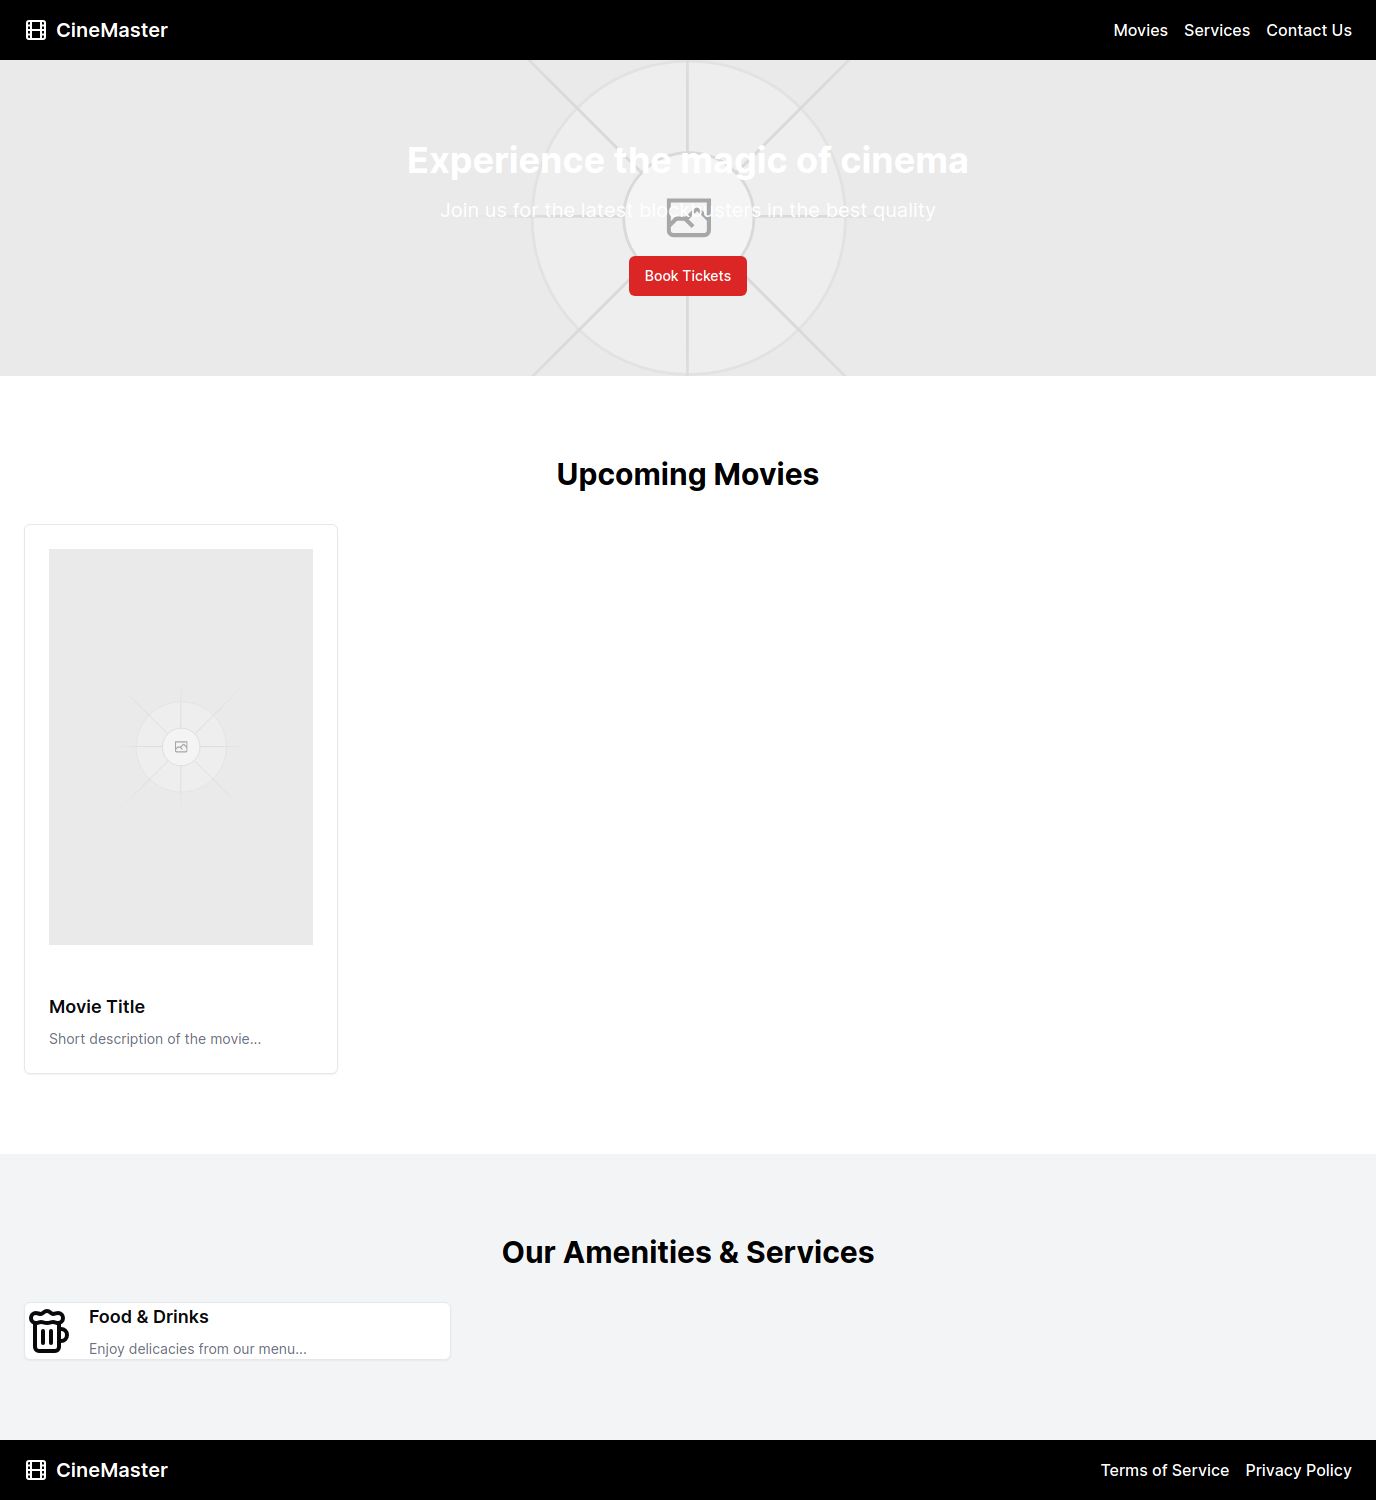 CineMaster
Movies Services Contact Us
Experience the magic of cinema
Join us for the latest blockbusters in the best quality
Book Tickets
Upcoming Movies
Movie Title
Short description of the movie...
Our Amenities & Services
Food & Drinks
Enjoy delicacies from our menu...
CineMaster
Terms of Service Privacy Policy